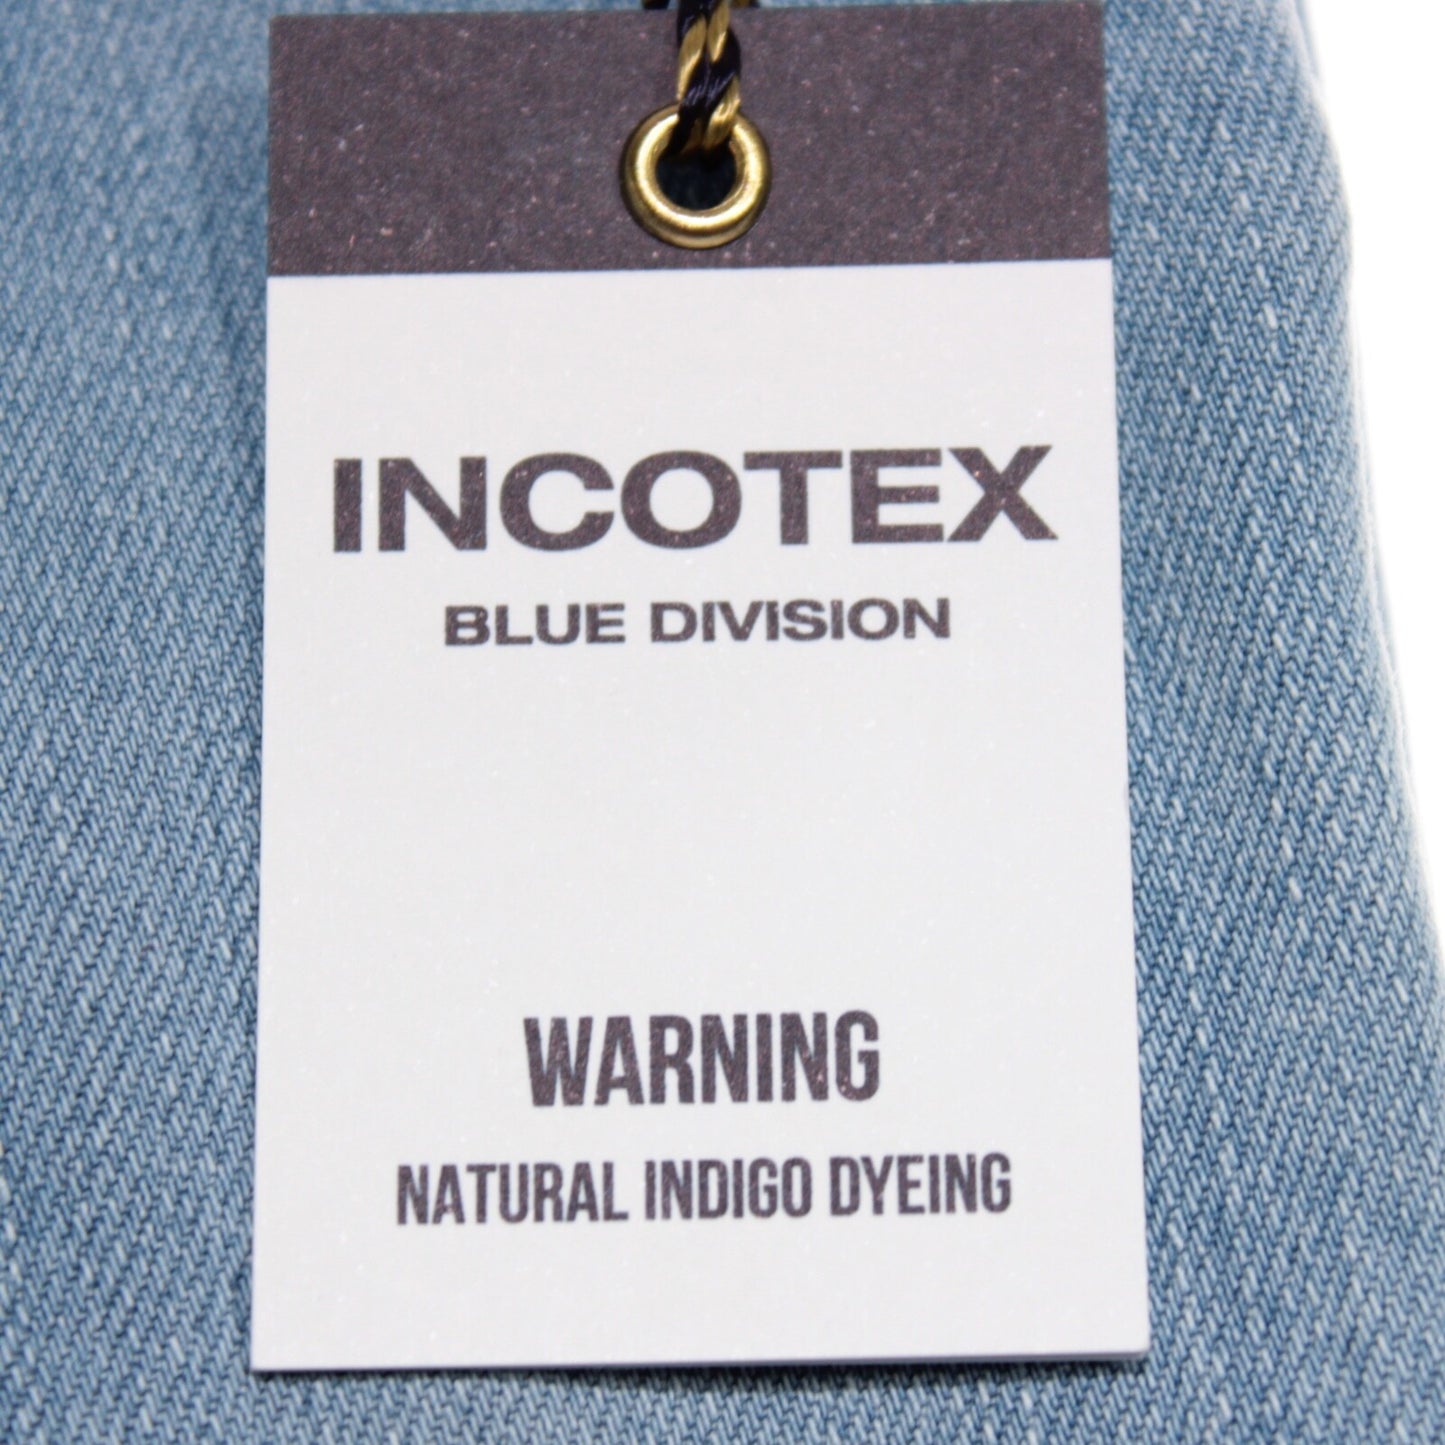 INCOTEX
BLUE DIVISION
WARNING
NATURAL INDIGO DYEING